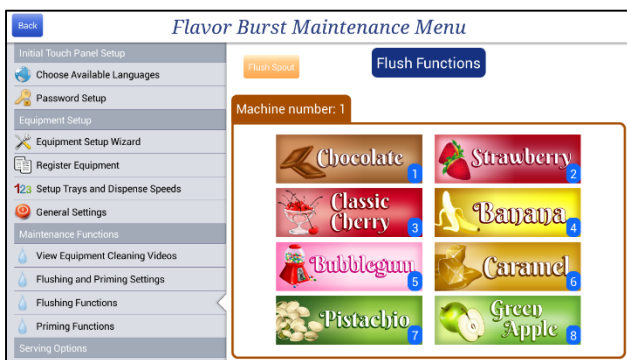 Back
Flavor Burst Maintenance Menu
Initial Touch Panel Setup
Choose Available Languages
Password Setup
Equipment Setup
Equipment Setup Wizard
Register Equipment
123 Setup Trays and Dispense Speeds
General Settings
Maintenance Functions
View Equipment Cleaning Videos
Flushing and Priming Settings
Flushing Functions
Priming Functions
Serving Options
Flush Spout
Flush Functions
Machine number: 1
Chocolate 1
Strawberry 2
Classic
Cherry 3
Banana 4
Bubblegum 5
Caramel 6
Pistachio 7
Green
Apple 8